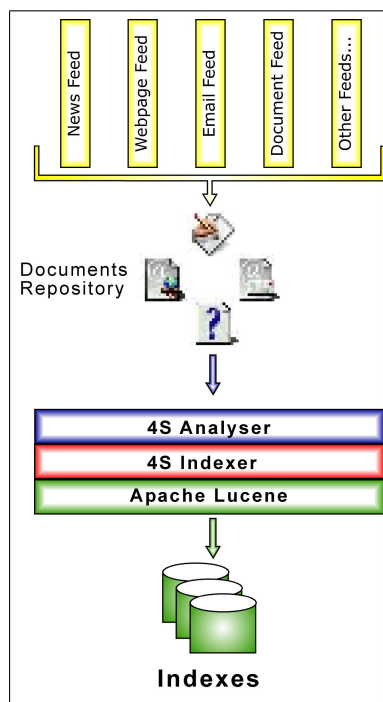 News Feed
Webpage Feed
Email Feed
Document Feed
Other Feeds...
Documents
Repository
?
4S Analyser
4S Indexer
Apache Lucene
Indexes